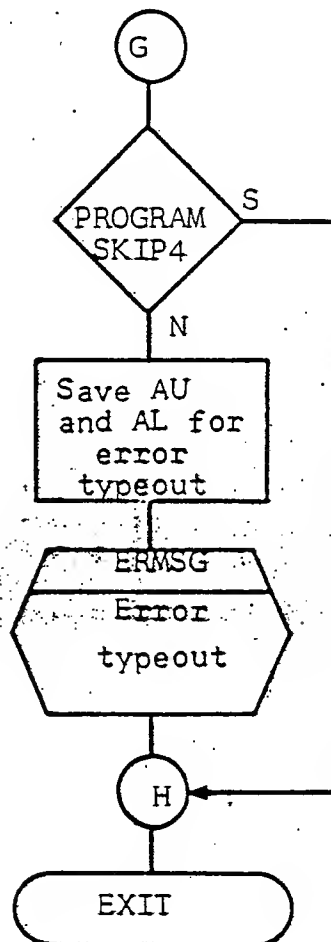 G
PROGRAM
SKIP4
S
N
Save AU
and AL for
error
typeout
ERMSG
Error
typeout
H
EXIT